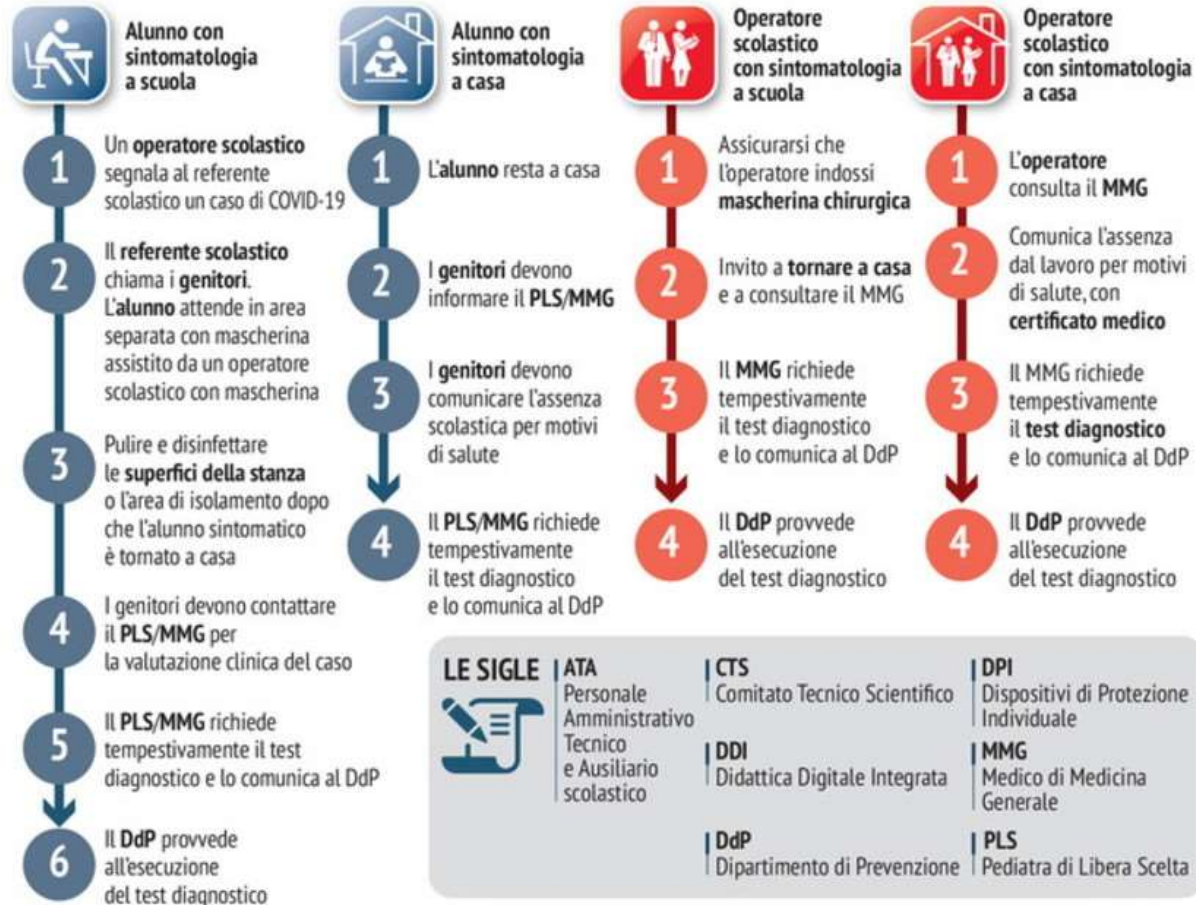 Alunno con
sintomatologia
a scuola
1
Un operatore scolastico
segnala al referente
scolastico un caso di COVID-19
2
Il referente scolastico
chiama i genitori.
L'alunno attende in area
separata con mascherina
assistito da un operatore
scolastico con mascherina
3
Pulire e disinfettare
le superfici della stanza
o l'area di isolamento dopo
che l'alunno sintomatico
è tornato a casa
4
I genitori devono contattare
il PLS/MMG per
la valutazione clinica del caso
5
Il PLS/MMG richiede
tempestivamente il test
diagnostico e lo comunica al DdP
6
Il DdP provvede
all'esecuzione
del test diagnostico
Alunno con
sintomatologia
a casa
1
L'alunno resta a casa
2
I genitori devono
informare il PLS/MMG
3
I genitori devono
comunicare l'assenza
scolastica per motivi
di salute
4
Il PLS/MMG richiede
tempestivamente
il test diagnostico
e lo comunica al DdP
Operatore
scolastico
con sintomatologia
a scuola
1
Assicurarsi che
l'operatore indossi
mascherina chirurgica
2
Invito a tornare a casa
e a consultare il MMG
3
Il MMG richiede
tempestivamente
il test diagnostico
e lo comunica al DdP
4
Il DdP provvede
all'esecuzione
del test diagnostico
Operatore
scolastico
con sintomatologia
a casa
1
L'operatore
consulta il MMG
2
Comunica l'assenza
dal lavoro per motivi
di salute, con
certificato medico
3
Il MMG richiede
tempestivamente
il test diagnostico
e lo comunica al DdP
4
Il DdP provvede
all'esecuzione
del test diagnostico
LE SIGLE
ATA
Personale
Amministrativo
Tecnico
e Ausiliario
scolastico
CTS
Comitato Tecnico Scientifico
DDI
Didattica Digitale Integrata
DdP
Dipartimento di Prevenzione
DPI
Dispositivi di Protezione
Individuale
MMG
Medico di Medicina
Generale
PLS
Pediatra di Libera Scelta